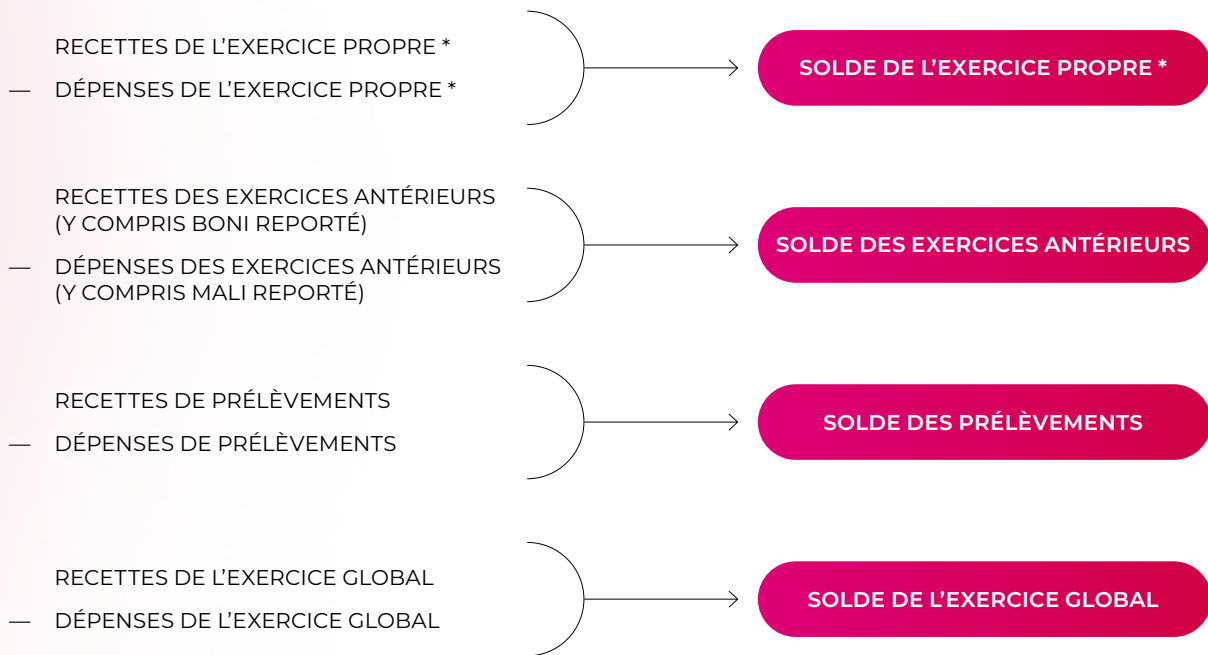 RECETTES DE L’EXERCICE PROPRE *
— DÉPENSES DE L’EXERCICE PROPRE *
SOLDE DE L’EXERCICE PROPRE *
RECETTES DES EXERCICES ANTÉRIEURS
(Y COMPRIS BONI REPORTÉ)
— DÉPENSES DES EXERCICES ANTÉRIEURS
(Y COMPRIS MALI REPORTÉ)
SOLDE DES EXERCICES ANTÉRIEURS
RECETTES DE PRÉLÈVEMENTS
— DÉPENSES DE PRÉLÈVEMENTS
SOLDE DES PRÉLÈVEMENTS
RECETTES DE L’EXERCICE GLOBAL
— DÉPENSES DE L’EXERCICE GLOBAL
SOLDE DE L’EXERCICE GLOBAL